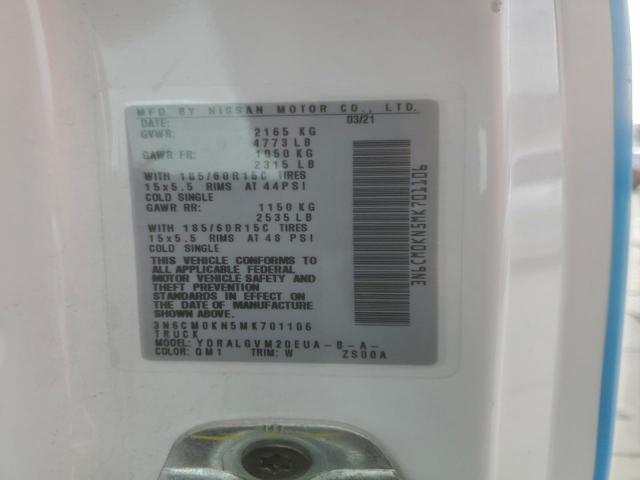 MFD. BY NISSAN MOTOR CO., LTD.
DATE: 03/21
GVWR: 2165 KG
4773 LB
GAWR FR: 1050 KG
2315 LB
WITH 185/60R15C TIRES
15x5.5 RIMS AT 44PSI
COLD SINGLE
GAWR RR: 1150 KG
2535 LB
WITH 185/60R15C TIRES
15x5.5 RIMS AT 48 PSI
COLD SINGLE
THIS VEHICLE CONFORMS TO
ALL APPLICABLE FEDERAL
MOTOR VEHICLE SAFETY AND
THEFT PREVENTION
STANDARDS IN EFFECT ON
THE DATE OF MANUFACTURE
SHOWN ABOVE.
3N6CM0KN5MK701106
TRUCK
MODEL: YDRALGVM20EUA-B-A-
COLOR: QM1 TRIM: W ZS00A
3N6CM0KN5MK701106